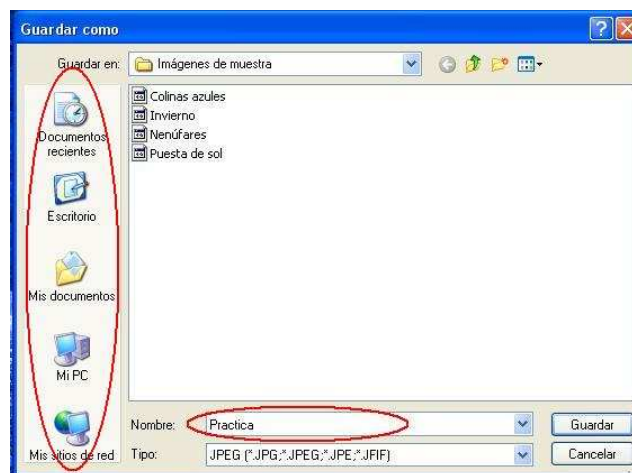 Guardar como
Guardar en:
Imágenes de muestra
Documentos
recientes
Escritorio
Mis documentos
Mi PC
Mis sitios de red
Colinas azules
Invierno
Nenúfares
Puesta de sol
Nombre: Practica Guardar
Tipo: JPEG (*.JPG;*.JPEG;*.JPE;*.JFIF) Cancelar